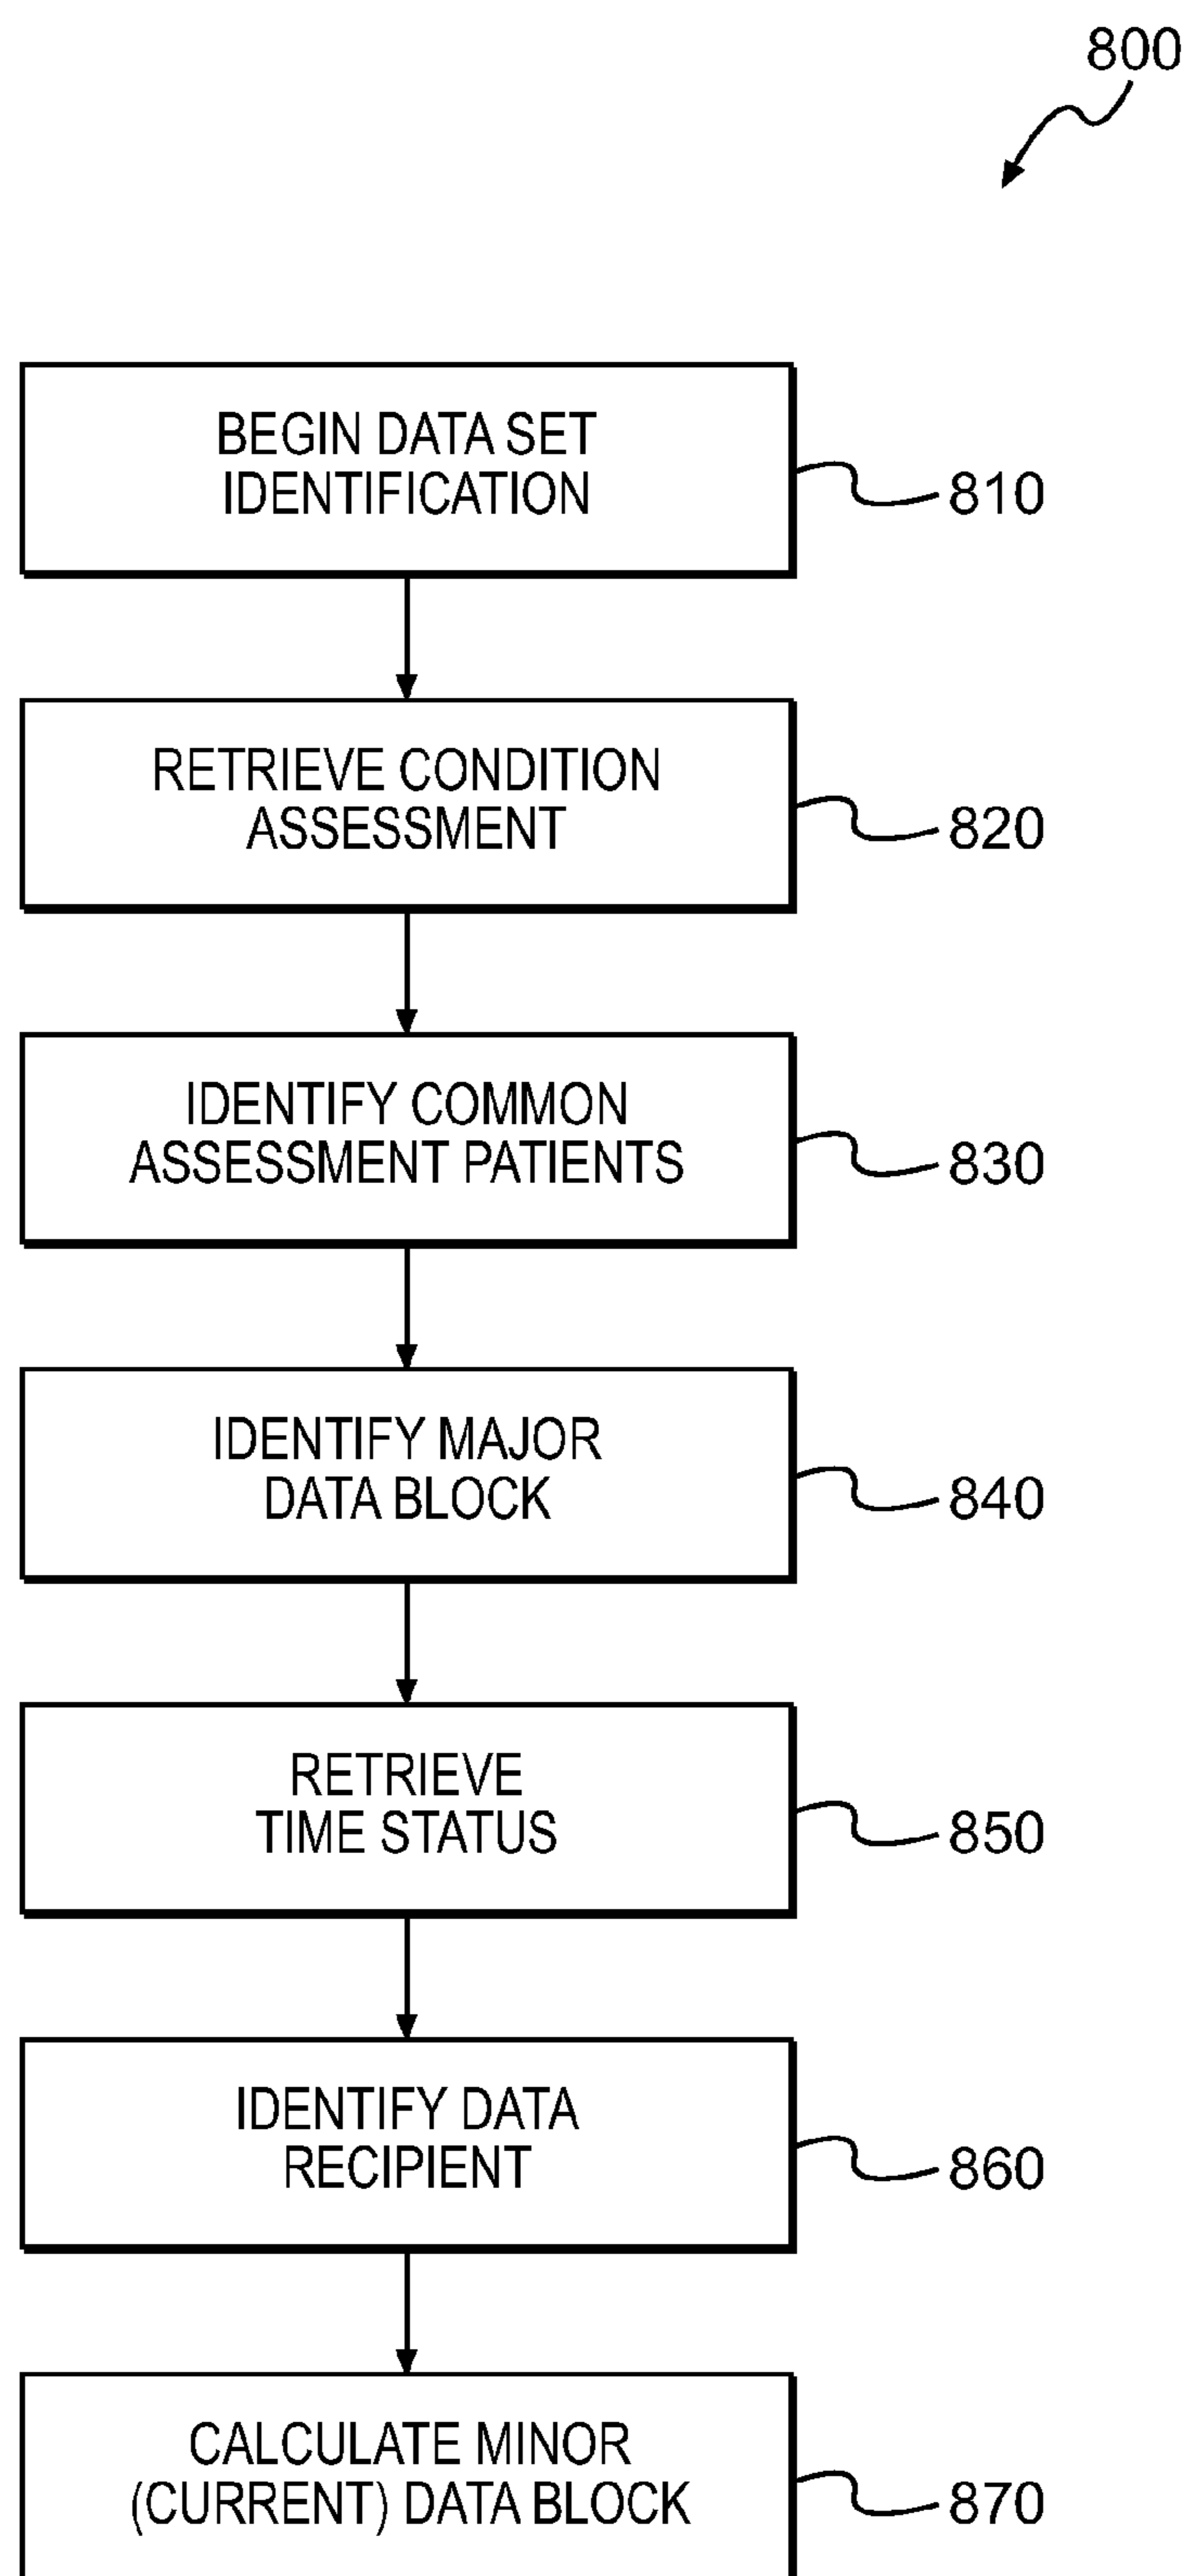 800
BEGIN DATA SET
IDENTIFICATION
810
RETRIEVE CONDITION
ASSESSMENT
820
IDENTIFY COMMON
ASSESSMENT PATIENTS
830
IDENTIFY MAJOR
DATA BLOCK
840
RETRIEVE
TIME STATUS
850
IDENTIFY DATA
RECIPIENT
860
CALCULATE MINOR
(CURRENT) DATA BLOCK
870